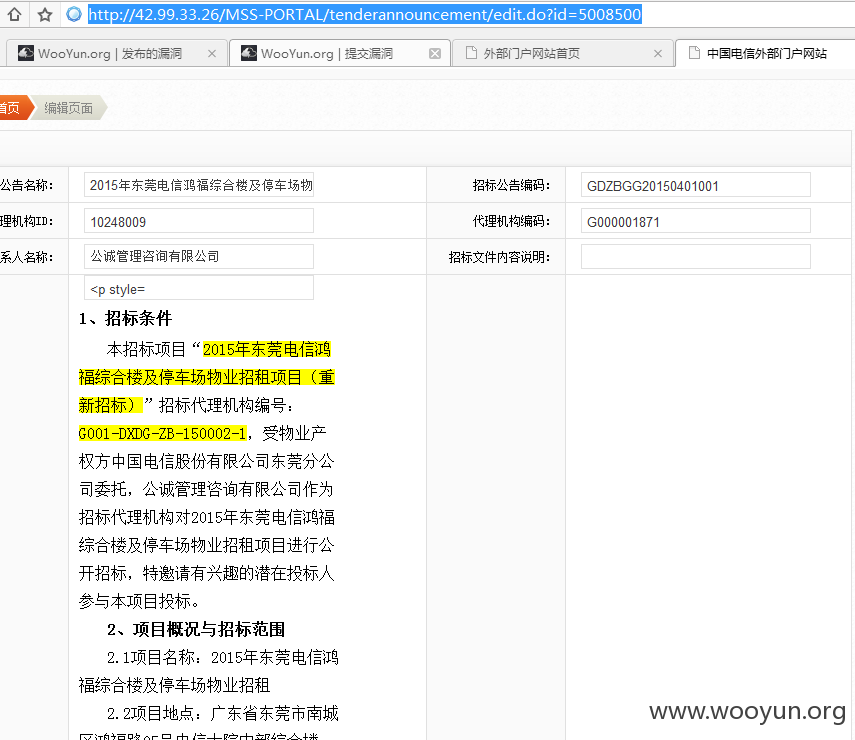 http://42.99.33.26/MSS-PORTAL/tenderannouncement/edit.do?id=5008500
WooYun.org | 发布的漏洞
WooYun.org | 提交漏洞
外部门户网站首页
中国电信外部门户网站
首页
编辑页面
公告名称:
2015年东莞电信鸿福综合楼及停车场物
招标公告编码:
GDZBGG20150401001
理机构ID:
10248009
代理机构编码:
G000001871
系人名称:
公诚管理咨询有限公司
招标文件内容说明:
<p style=
1、招标条件
本招标项目“2015年东莞电信鸿
福综合楼及停车场物业招租项目（重
新招标）”招标代理机构编号:
G001-DXDG-ZB-150002-1, 受物业产
权方中国电信股份有限公司东莞分公
司委托，公诚管理咨询有限公司作为
招标代理机构对2015年东莞电信鸿福
综合楼及停车场物业招租项目进行公
开招标，特邀请有兴趣的潜在投标人
参与本项目投标。
2、项目概况与招标范围
2.1项目名称: 2015年东莞电信鸿
福综合楼及停车场物业招租
2.2项目地点: 广东省东莞市南城
www.wooyun.org